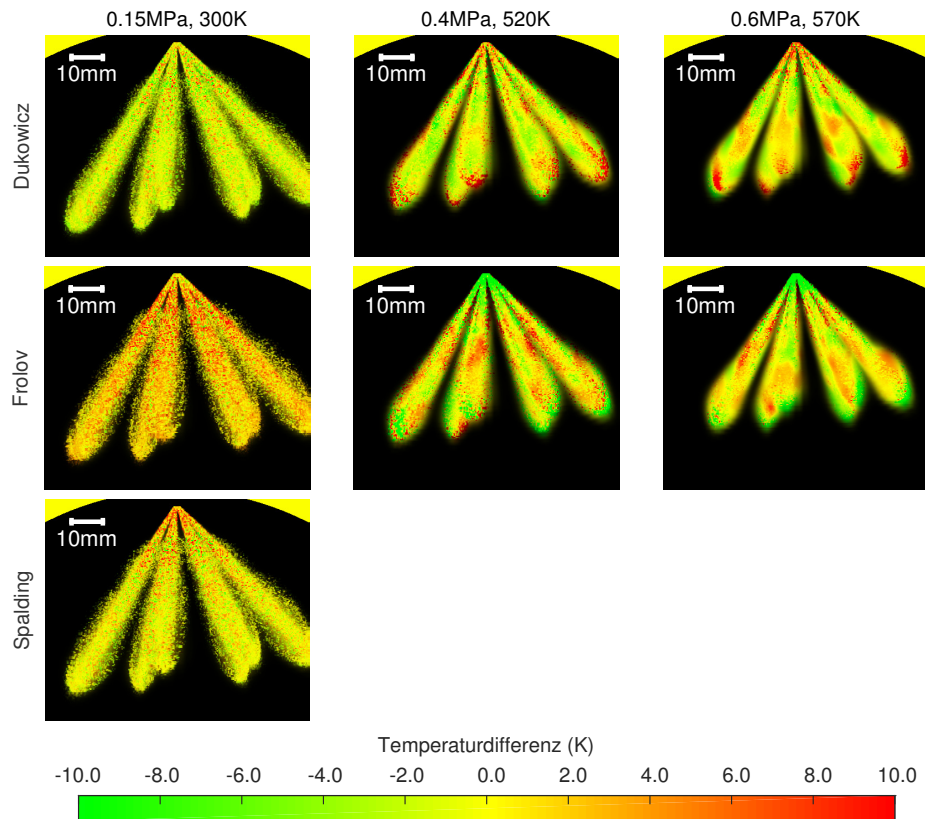 0.15MPa, 300K
0.4MPa, 520K
0.6MPa, 570K
Dukowicz
10mm
10mm
10mm
Frolov
10mm
10mm
10mm
Spalding
10mm
Temperaturdifferenz (K)
-10.0 -8.0 -6.0 -4.0 -2.0 0.0 2.0 4.0 6.0 8.0 10.0